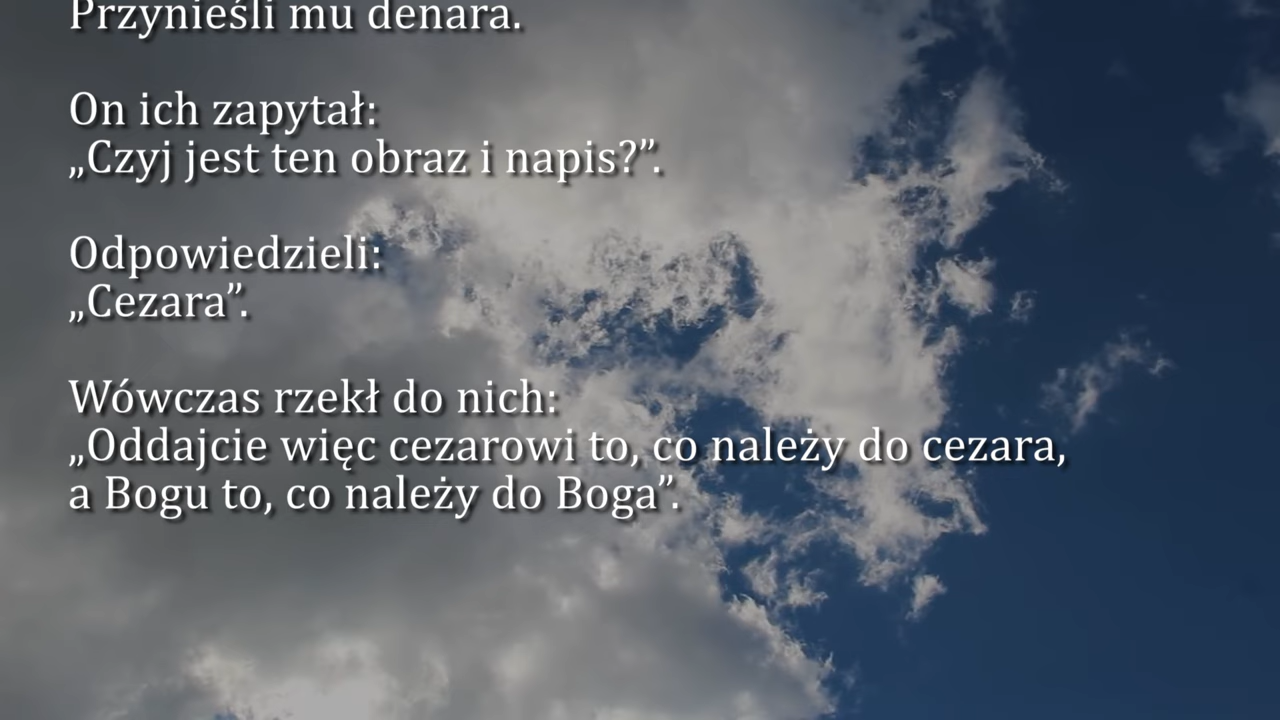 Przynieśli mu denara.
On ich zapytał:
„Czyj jest ten obraz i napis?”.
Odpowiedzieli:
„Cezara”.
Wówczas rzekł do nich:
„Oddajcie więc cezarowi to, co należy do cezara,
a Bogu to, co należy do Boga”.